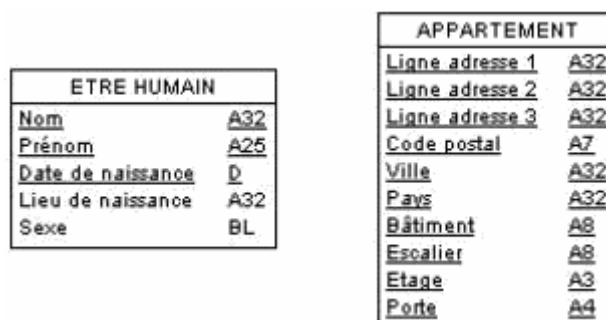 ETRE HUMAIN
Nom A32
Prénom A25
Date de naissance D
Lieu de naissance A32
Sexe BL
APPARTEMENT
Ligne adresse 1 A32
Ligne adresse 2 A32
Ligne adresse 3 A32
Code postal A7
Ville A32
Pays A32
Bâtiment A8
Escalier A8
Etage A3
Porte A4